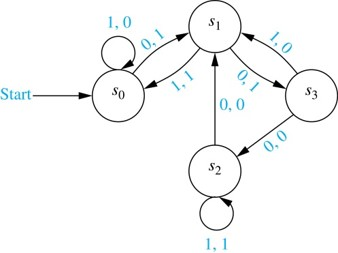 1, 0
s1
0, 1
1, 0
Start
s0
1, 1
0, 1
s3
0, 0
s2
0, 0
1, 1